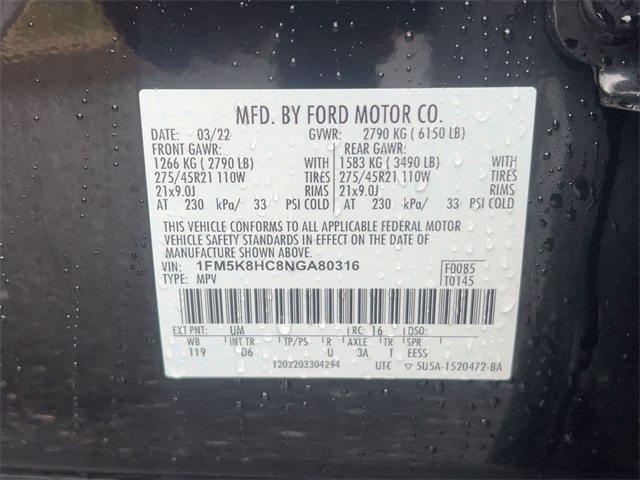 MFD. BY FORD MOTOR CO.
DATE: 03/22 GVWR: 2790 KG ( 6150 LB)
FRONT GAWR: REAR GAWR:
1266 KG ( 2790 LB) WITH 1583 KG ( 3490 LB) WITH
275/45R21 110W TIRES 275/45R21 110W TIRES
21x9.0J RIMS 21x9.0J RIMS
AT 230 kPa/ 33 PSI COLD AT 230 kPa/ 33 PSI COLD
THIS VEHICLE CONFORMS TO ALL APPLICABLE FEDERAL MOTOR
VEHICLE SAFETY STANDARDS IN EFFECT ON THE DATE OF
MANUFACTURE SHOWN ABOVE.
VIN: 1FM5K8HC8NGA80316 F0085
TYPE: MPV T0145
EXT PNT: UM RC: 16 DSO:
WB INT TR TP/PS R AXLE TR SPR
119 D6 U 3A T EESS
120z203304294 UTC ▽ 5U5A-1520472-BA